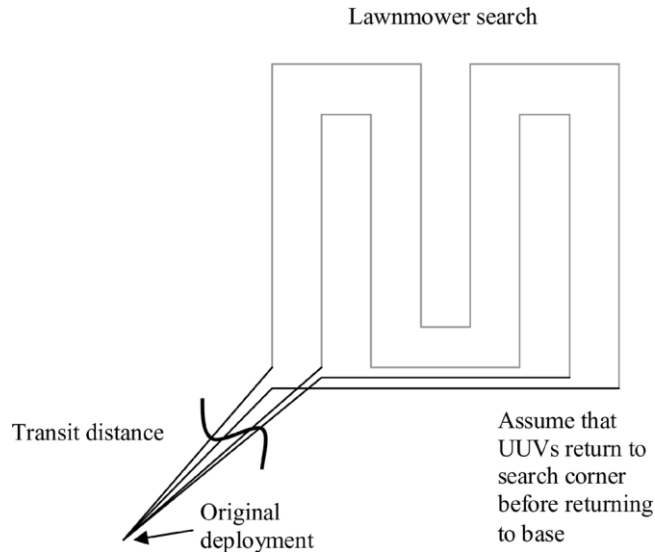 Lawnmower search
Transit distance
Original
deployment
Assume that
UUVs return to
search corner
before returning
to base